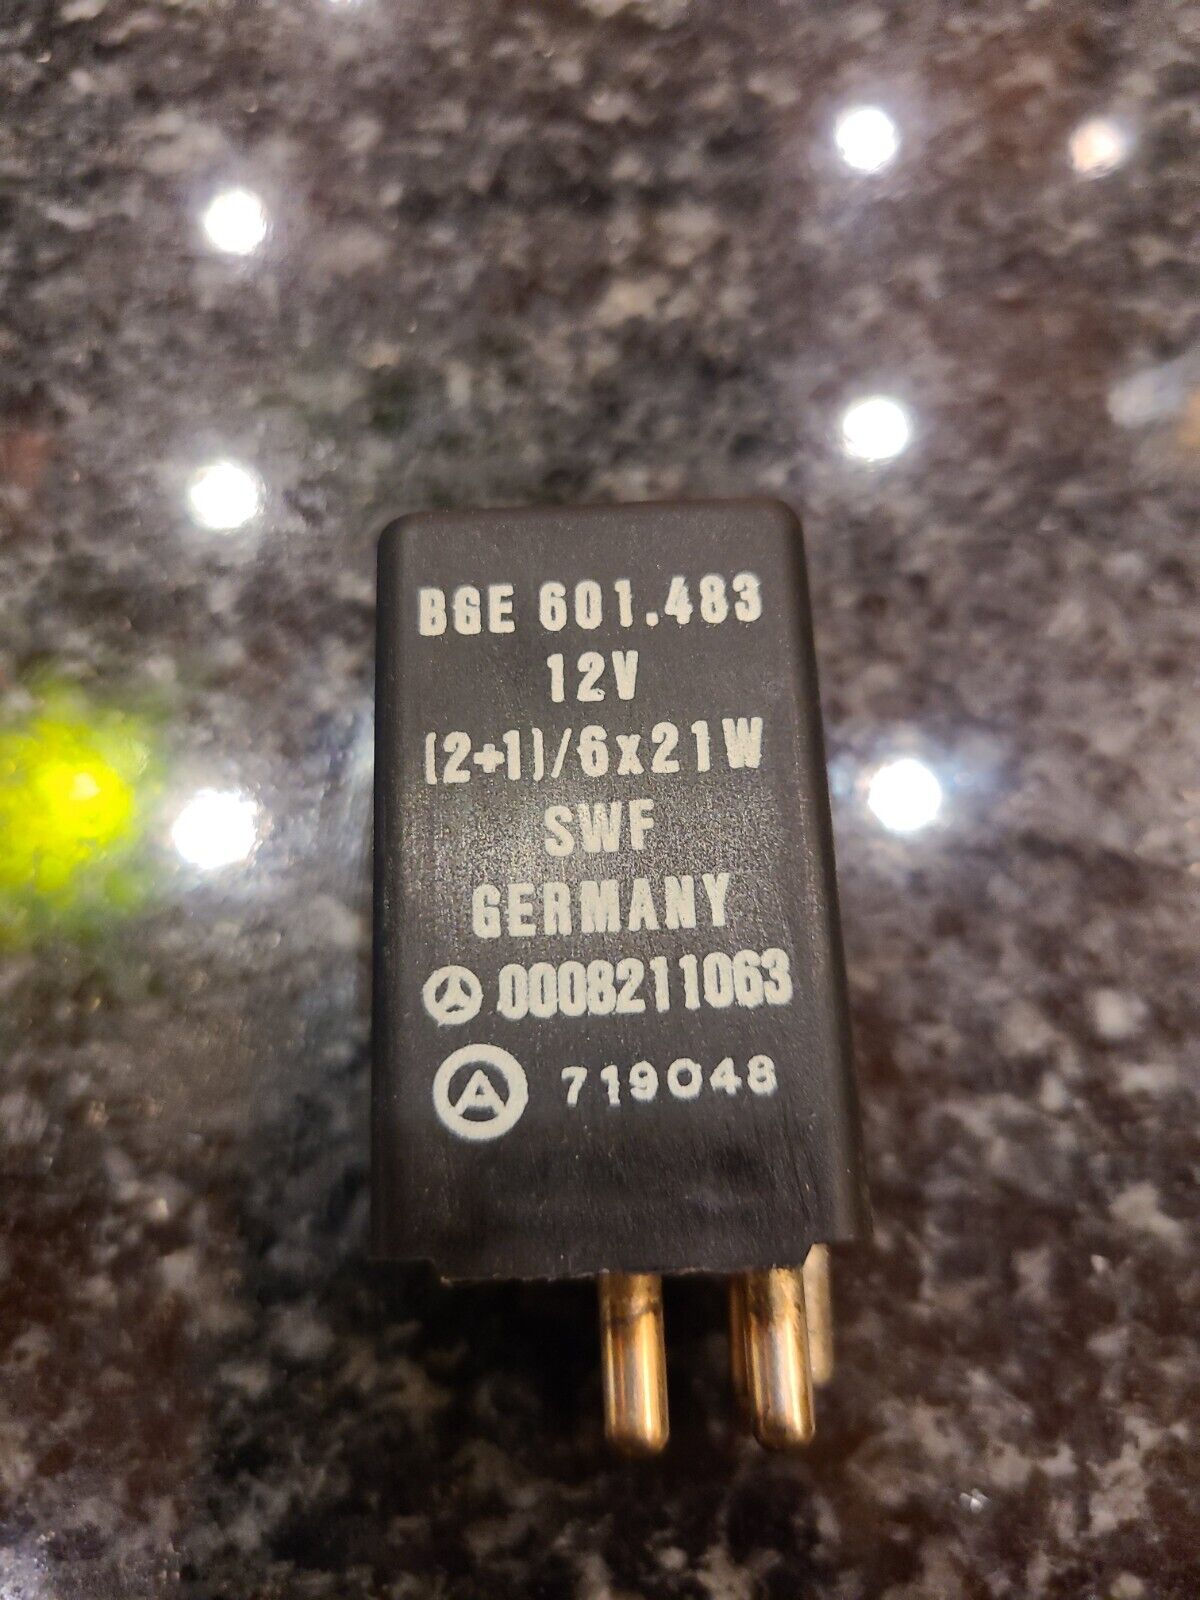 BGE 601.483
12V
(2+1)/6x21W
SWF
GERMANY
0008211063
A 719048